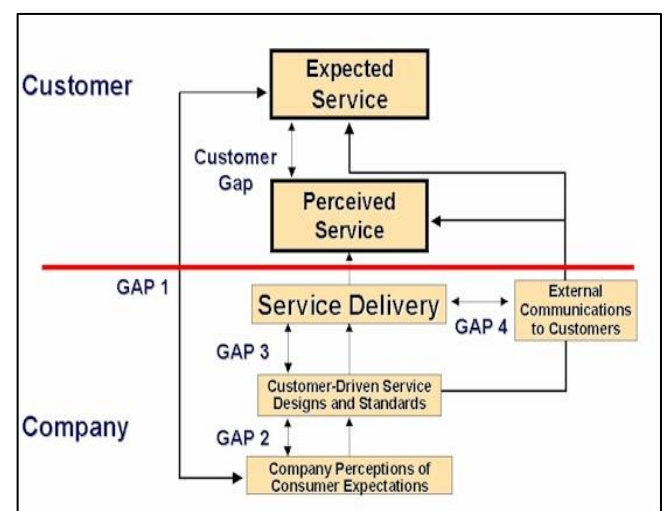 Customer
Expected
Service
Customer
Gap
Perceived
Service
GAP 1
Service Delivery
GAP 4
External
Communications
to Customers
GAP 3
Customer-Driven Service
Designs and Standards
Company
GAP 2
Company Perceptions of
Consumer Expectations